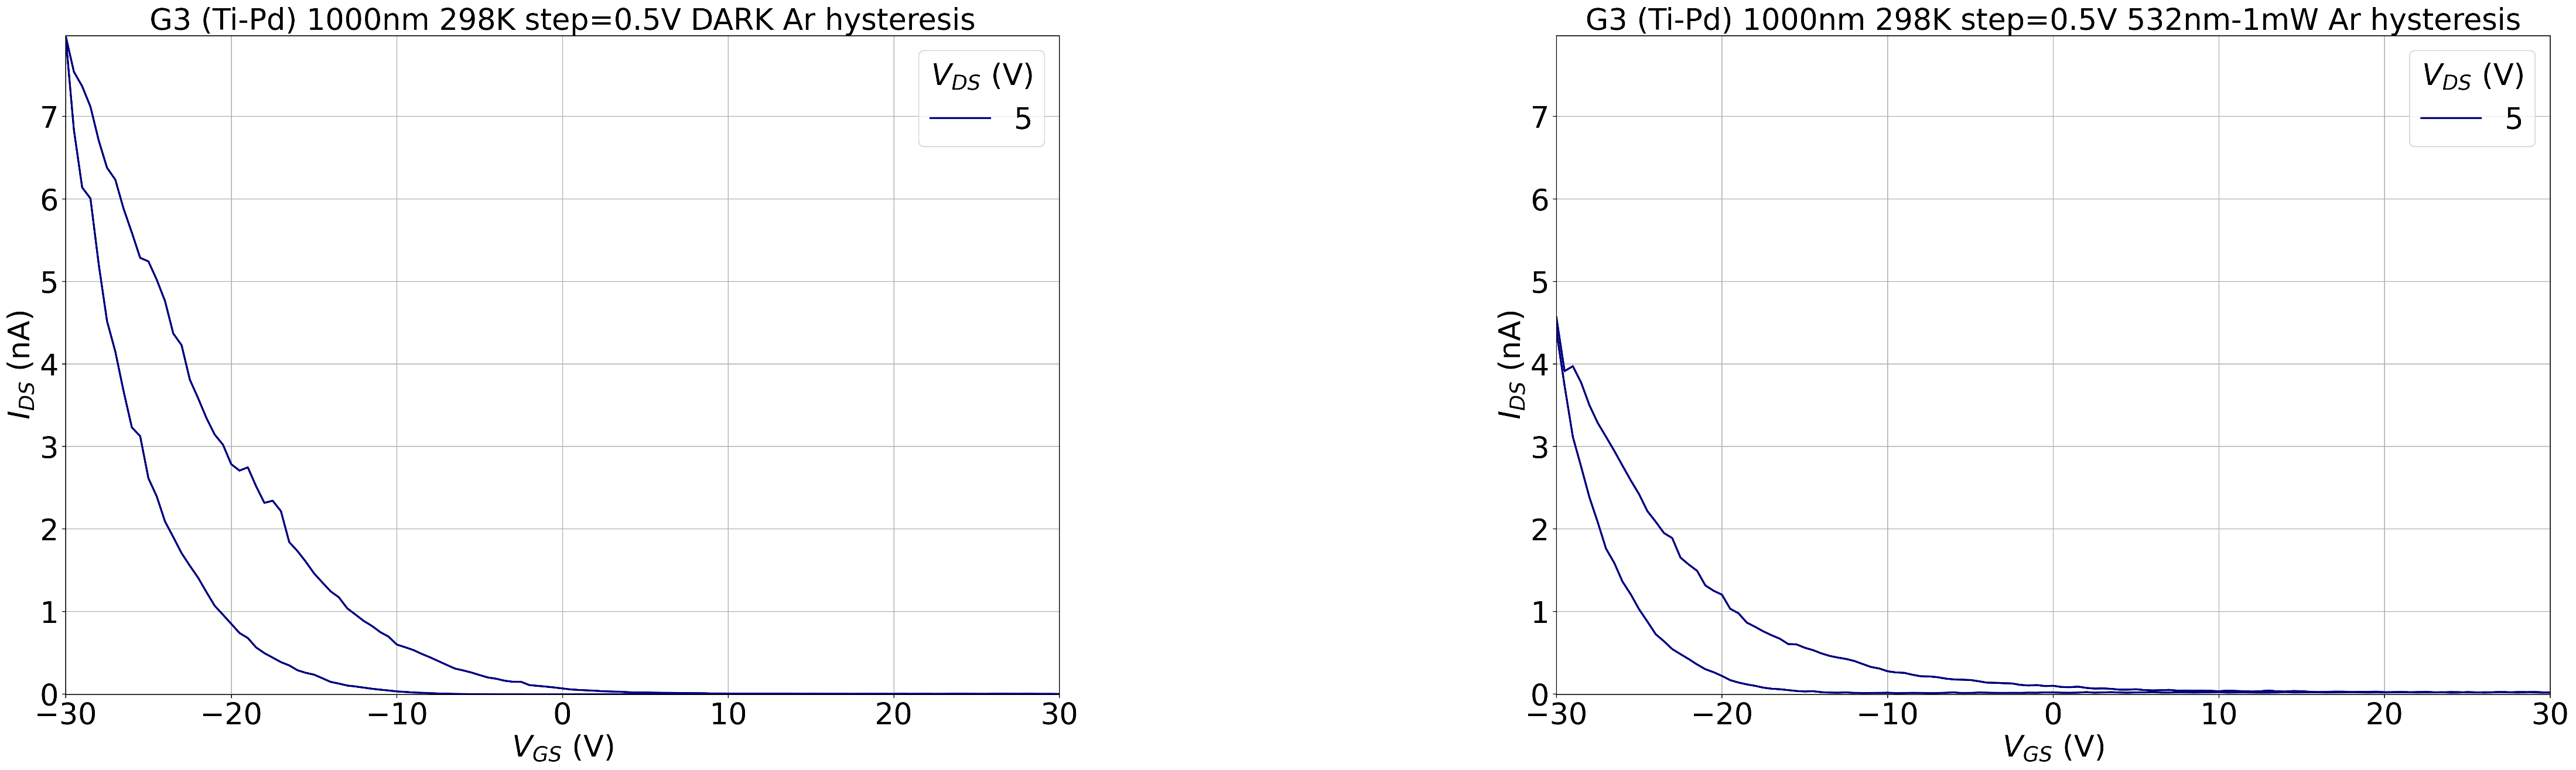 G3 (Ti-Pd) 1000nm 298K step=0.5V DARK Ar hysteresis
V_DS (V)
5
7
6
5
4
3
2
1
0
I_DS (nA)
−30 −20 −10 0 10 20 30
V_GS (V)
G3 (Ti-Pd) 1000nm 298K step=0.5V 532nm-1mW Ar hysteresis
V_DS (V)
5
7
6
5
4
3
2
1
0
I_DS (nA)
−30 −20 −10 0 10 20 30
V_GS (V)